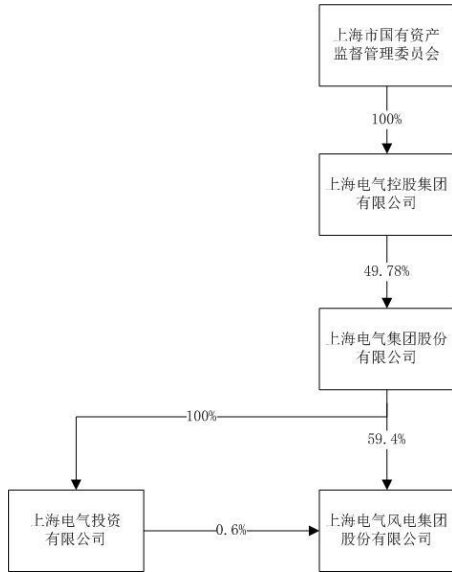 上海市国有资产
监督管理委员会
100%
上海电气控股集团
有限公司
49.78%
上海电气集团股份
有限公司
100%
59.4%
上海电气投资
有限公司
0.6%
上海电气风电集团
股份有限公司